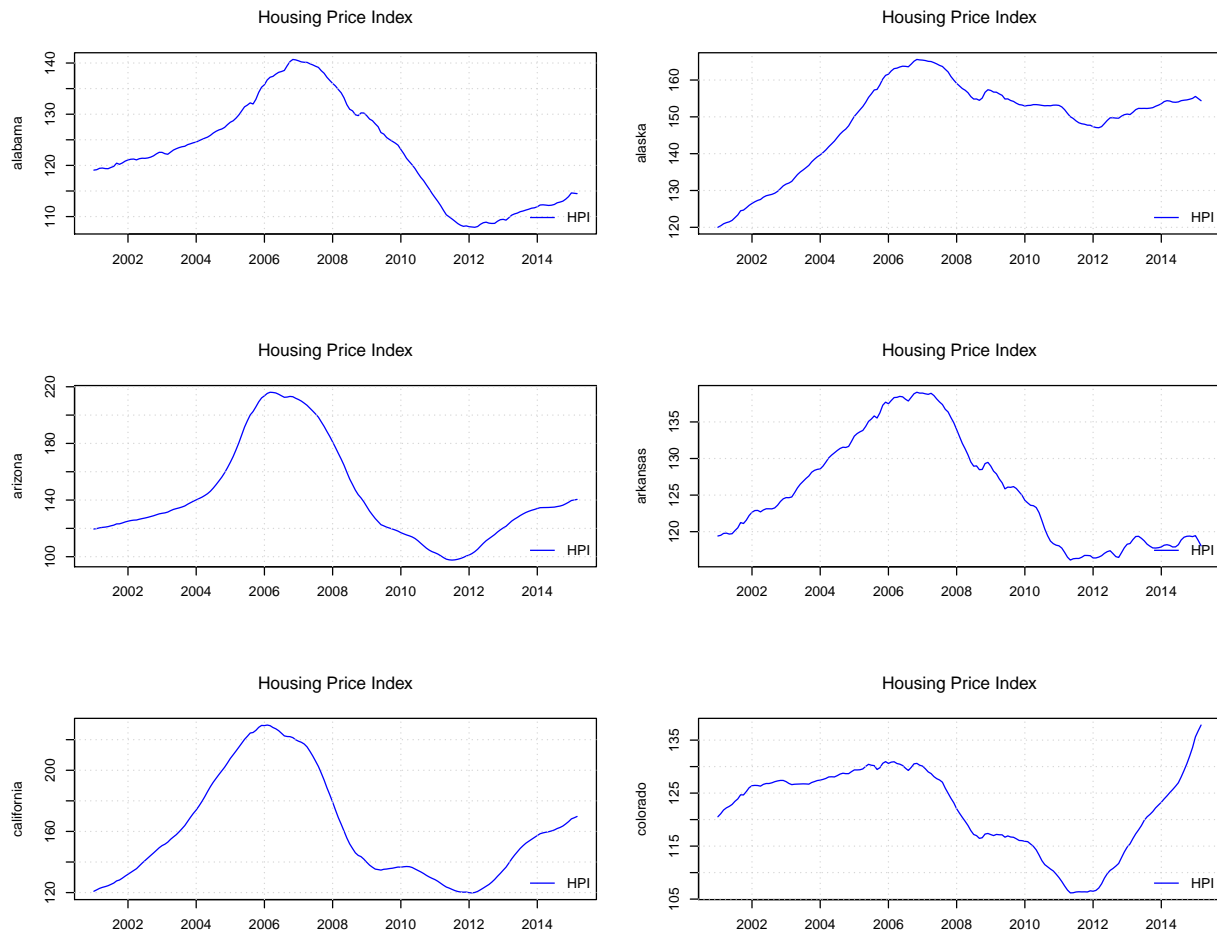 Housing Price Index
alabama
110 120 130 140
HPI
2002 2004 2006 2008 2010 2012 2014
Housing Price Index
alaska
120 130 140 150 160
HPI
2002 2004 2006 2008 2010 2012 2014
Housing Price Index
arizona
100 140 180 220
HPI
2002 2004 2006 2008 2010 2012 2014
Housing Price Index
arkansas
120 125 130 135
HPI
2002 2004 2006 2008 2010 2012 2014
Housing Price Index
california
120 160 200
HPI
2002 2004 2006 2008 2010 2012 2014
Housing Price Index
colorado
105 115 125 135
HPI
2002 2004 2006 2008 2010 2012 2014